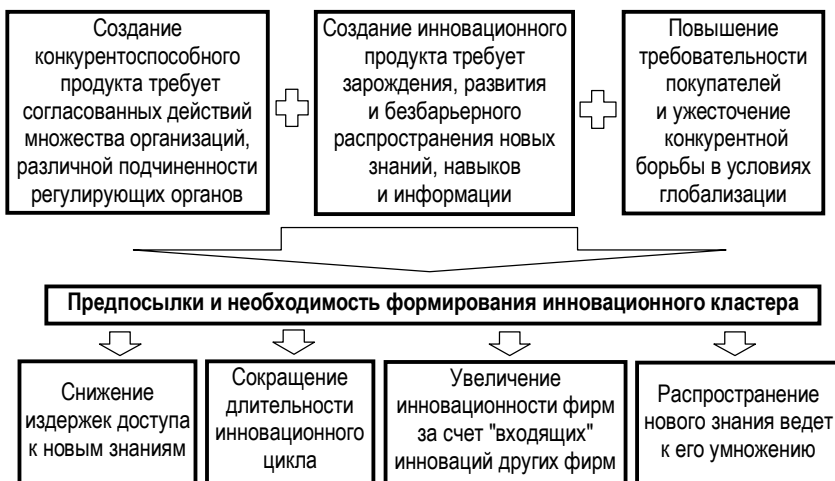 Создание
конкурентоспособного
продукта требует
согласованных действий
множества организаций,
различной подчиненности
регулирующих органов
Создание инновационного
продукта требует
зарождения, развития
и безбарьерного
распространения новых
знаний, навыков
и информации
Повышение
требовательности
покупателей
и ужесточение
конкурентной
борьбы в условиях
глобализации
Предпосылки и необходимость формирования инновационного кластера
Снижение
издержек доступа
к новым знаниям
Сокращение
длительности
инновационного
цикла
Увеличение
инновационности фирм
за счет "входящих"
инноваций других фирм
Распространение
нового знания ведет
к его умножению